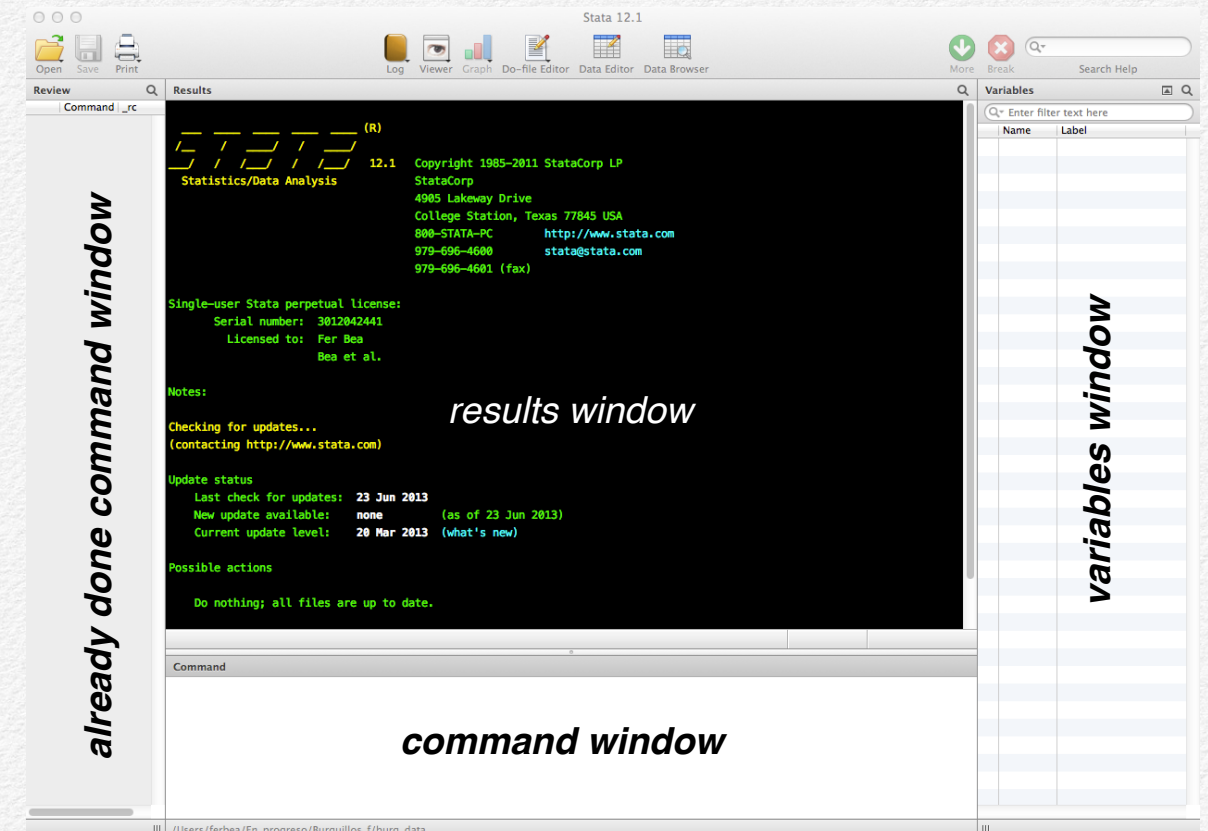 Stata 12.1
Open Save Print Log Viewer Graph Do-file Editor Data Editor Data Browser More Break Search Help
Review Results Variables
Command _rc
Enter filter text here
Name Label
(R)
12.1 Copyright 1985-2011 StataCorp LP
Statistics/Data Analysis StataCorp
4905 Lakeway Drive
College Station, Texas 77845 USA
800-STATA-PC http://www.stata.com
979-696-4600 stata@stata.com
979-696-4601 (fax)
Single-user Stata perpetual license:
Serial number: 3012042441
Licensed to: Fer Bea
Bea et al.
Notes:
Checking for updates...
(contacting http://www.stata.com)
Update status
Last check for updates: 23 Jun 2013
New update available: none (as of 23 Jun 2013)
Current update level: 20 Mar 2013 (what's new)
Possible actions
Do nothing; all files are up to date.
already done command window
results window
variables window
Command
command window
/Users/ferbea/En_progreso/Burguillos_f/burg_data